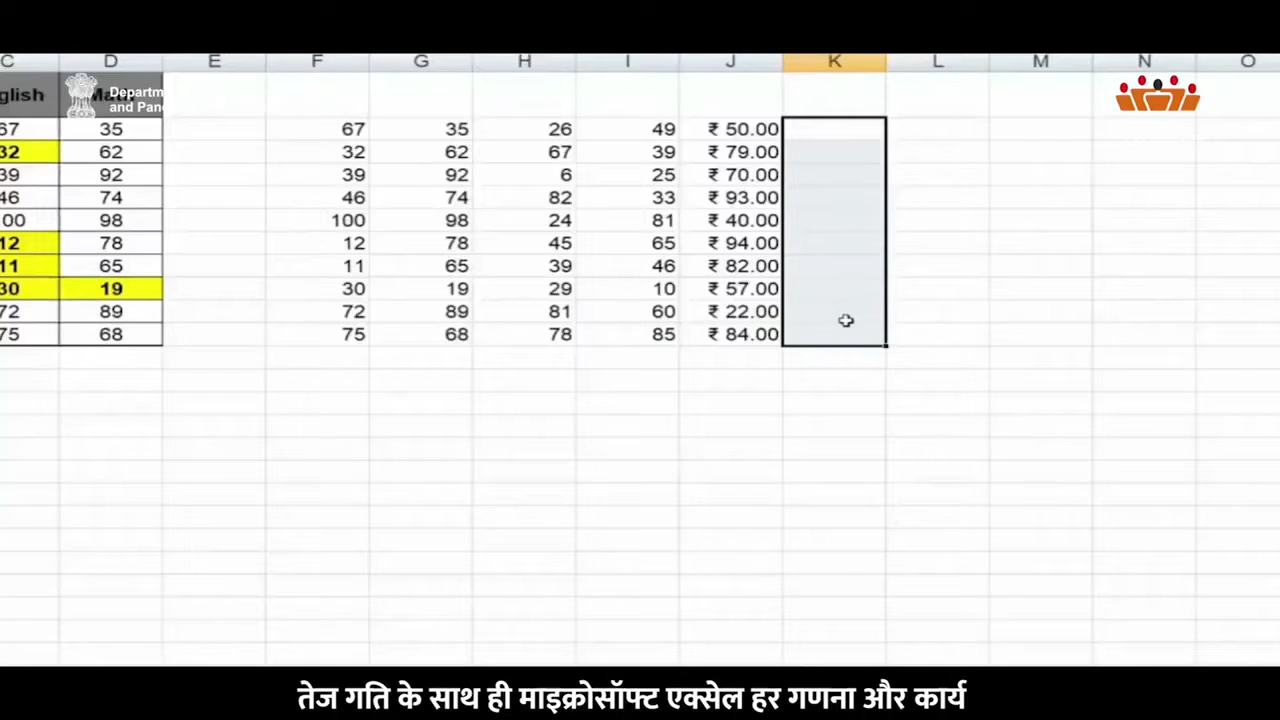 C D E F G H I J K L M N O
glish
Departm
and Pan
67 35 67 35 26 49 ₹ 50.00
32 62 32 62 67 39 ₹ 79.00
39 92 39 92 6 25 ₹ 70.00
46 74 46 74 82 33 ₹ 93.00
00 98 100 98 24 81 ₹ 40.00
12 78 12 78 45 65 ₹ 94.00
11 65 11 65 39 46 ₹ 82.00
30 19 30 19 29 10 ₹ 57.00
72 89 72 89 81 60 ₹ 22.00
75 68 75 68 78 85 ₹ 84.00
तेज गति के साथ ही माइक्रोसॉफ्ट एक्सेल हर गणना और कार्य